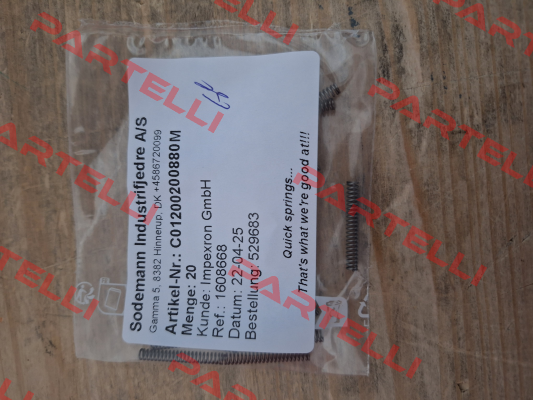 Sodemann Industrifjedre A/S
Gamma 5, 8382 Hinnerup, DK +4586720099
Artikel-Nr.: C01200200880M
Menge: 20
Kunde: Impexron GmbH
Ref.: 1608668
Datum: 22-04-25
Bestellung: 529683
Quick springs...
That's what we're good at!!!
PARTELLI
PARTELLI
PARTELLI
PARTELLI
PARTELLI
PARTELLI